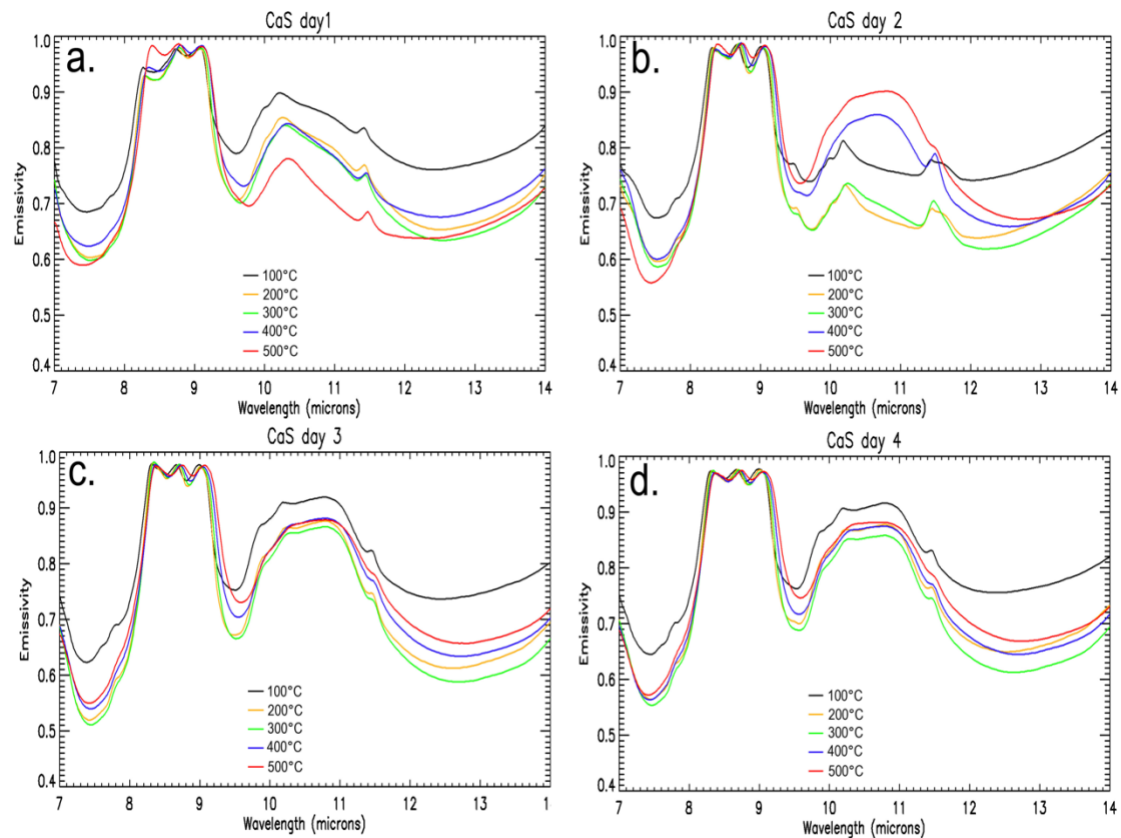 CaS day1
a.
1.0
0.9
0.8
0.7
0.6
0.5
0.4
Emissivity
100°C
200°C
300°C
400°C
500°C
7 8 9 10 11 12 13 14
Wavelength (microns)
CaS day 2
b.
1.0
0.9
0.8
0.7
0.6
0.5
0.4
Emissivity
100°C
200°C
300°C
400°C
500°C
7 8 9 10 11 12 13 14
Wavelength (microns)
CaS day 3
c.
1.0
0.9
0.8
0.7
0.6
0.5
0.4
Emissivity
100°C
200°C
300°C
400°C
500°C
7 8 9 10 11 12 13 1
Wavelength (microns)
CaS day 4
d.
1.0
0.9
0.8
0.7
0.6
0.5
0.4
Emissivity
100°C
200°C
300°C
400°C
500°C
7 8 9 10 11 12 13 14
Wavelength (microns)